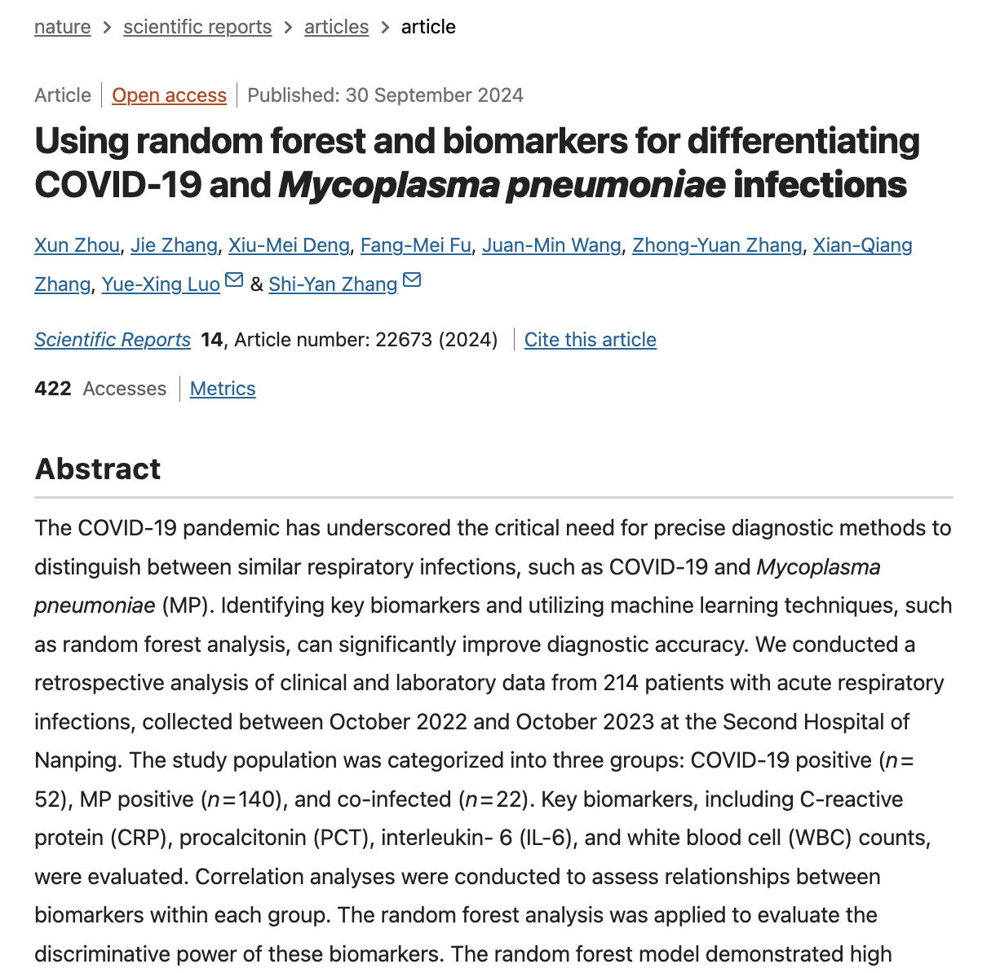 nature > scientific reports > articles > article
Article | Open access | Published: 30 September 2024
Using random forest and biomarkers for differentiating
COVID-19 and Mycoplasma pneumoniae infections
Xun Zhou, Jie Zhang, Xiu-Mei Deng, Fang-Mei Fu, Juan-Min Wang, Zhong-Yuan Zhang, Xian-Qiang
Zhang, Yue-Xing Luo & Shi-Yan Zhang
Scientific Reports 14, Article number: 22673 (2024) | Cite this article
422 Accesses | Metrics
Abstract
The COVID-19 pandemic has underscored the critical need for precise diagnostic methods to
distinguish between similar respiratory infections, such as COVID-19 and Mycoplasma
pneumoniae (MP). Identifying key biomarkers and utilizing machine learning techniques, such
as random forest analysis, can significantly improve diagnostic accuracy. We conducted a
retrospective analysis of clinical and laboratory data from 214 patients with acute respiratory
infections, collected between October 2022 and October 2023 at the Second Hospital of
Nanping. The study population was categorized into three groups: COVID-19 positive (n =
52), MP positive (n = 140), and co-infected (n = 22). Key biomarkers, including C-reactive
protein (CRP), procalcitonin (PCT), interleukin- 6 (IL-6), and white blood cell (WBC) counts,
were evaluated. Correlation analyses were conducted to assess relationships between
biomarkers within each group. The random forest analysis was applied to evaluate the
discriminative power of these biomarkers. The random forest model demonstrated high